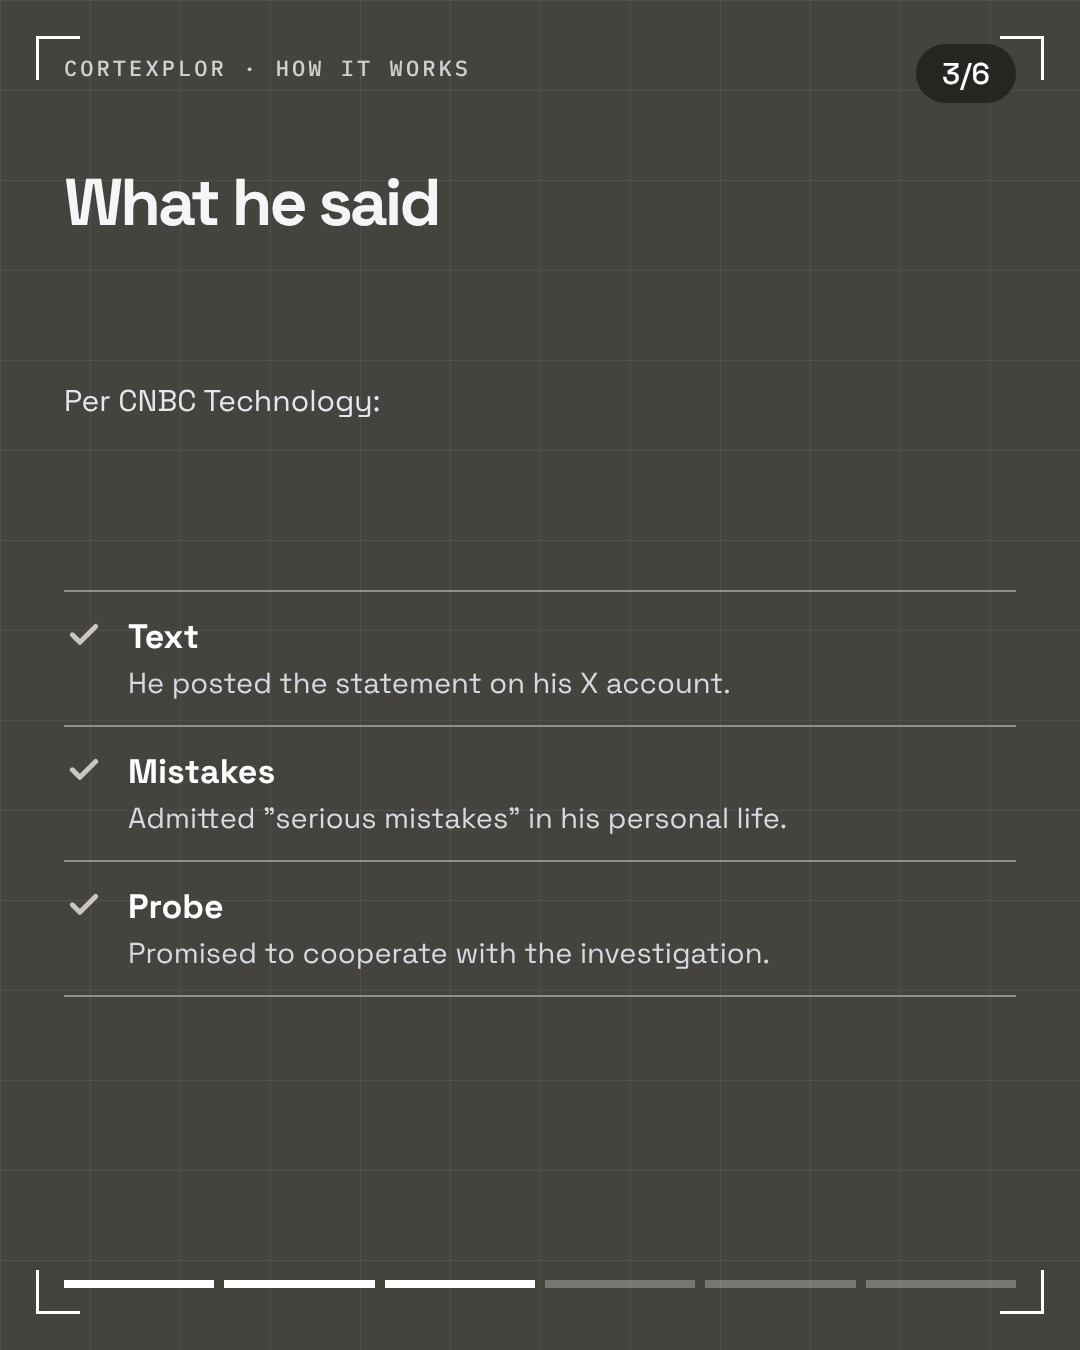 CORTEXPLOR · HOW IT WORKS
3/6
What he said
Per CNBC Technology:
Text
He posted the statement on his X account.
Mistakes
Admitted ”serious mistakes” in his personal life.
Probe
Promised to cooperate with the investigation.